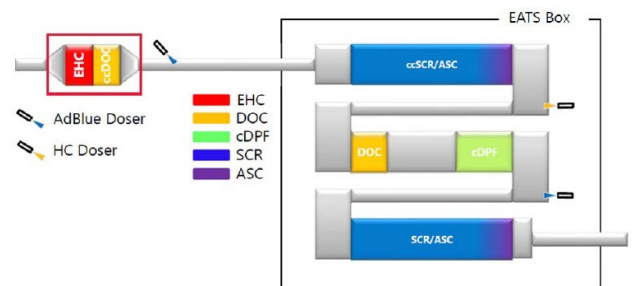 EATS Box
EHC
ccDOC
ccSCR/ASC
AdBlue Doser
HC Doser
EHC
DOC
cDPF
SCR
ASC
DOC
cDPF
SCR/ASC